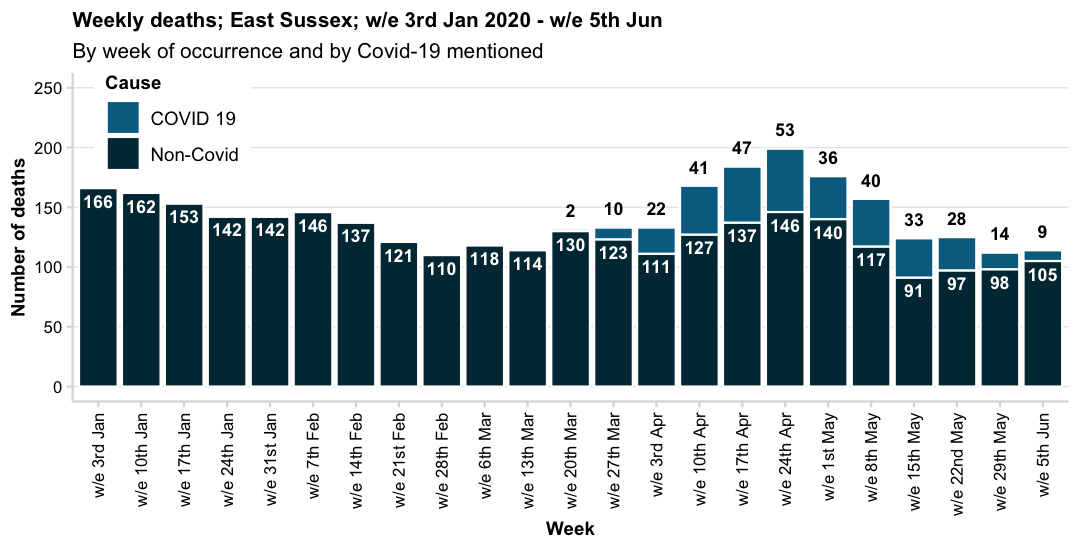 Weekly deaths; East Sussex; w/e 3rd Jan 2020 - w/e 5th Jun
By week of occurrence and by Covid-19 mentioned
Cause
COVID 19
Non-Covid
Number of deaths
250
200
150
100
50
0
53
47
36
41
40
2 10 22
33 28 14 9
166 162 153 142 142 146 137 121 110 118 114 130 123 111 127 137 146 140 117 91 97 98 105
w/e 3rd Jan
w/e 10th Jan
w/e 17th Jan
w/e 24th Jan
w/e 31st Jan
w/e 7th Feb
w/e 14th Feb
w/e 21st Feb
w/e 28th Feb
w/e 6th Mar
w/e 13th Mar
w/e 20th Mar
w/e 27th Mar
w/e 3rd Apr
w/e 10th Apr
w/e 17th Apr
w/e 24th Apr
w/e 1st May
w/e 8th May
w/e 15th May
w/e 22nd May
w/e 29th May
w/e 5th Jun
Week